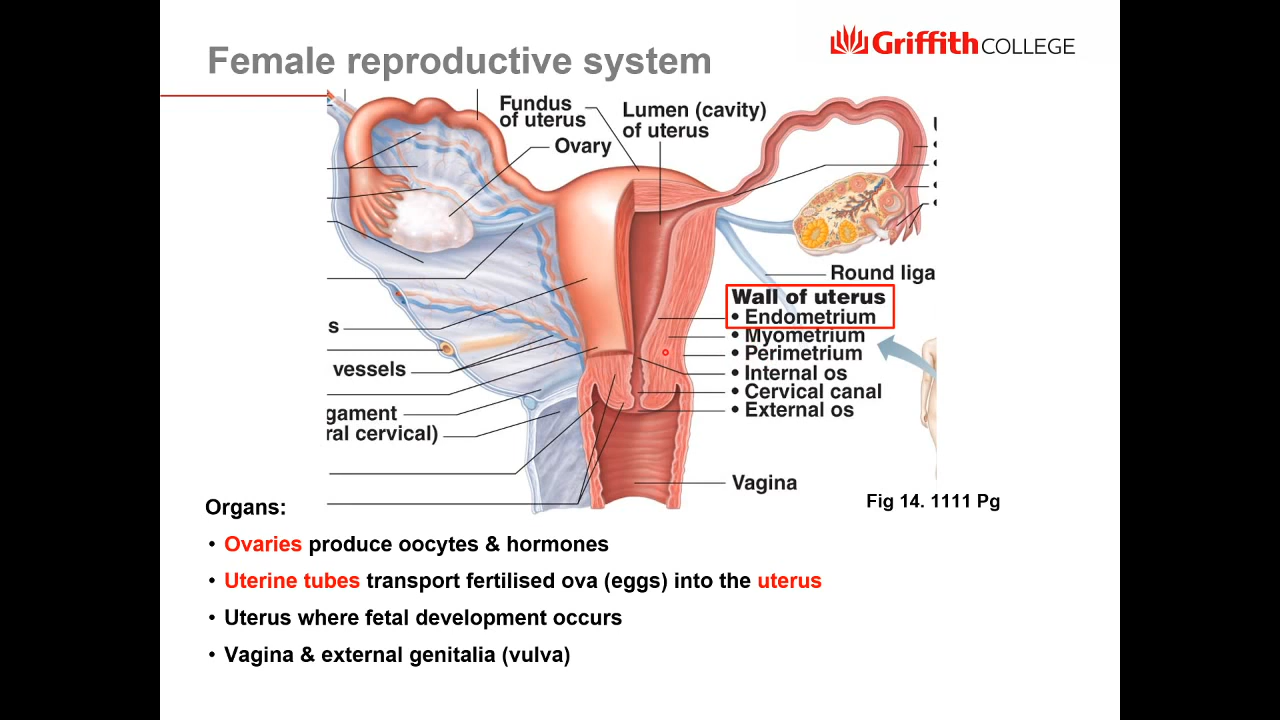 Female reproductive system
Griffith COLLEGE
Fundus
of uterus
Lumen (cavity)
of uterus
Ovary
Round liga
Wall of uterus
• Endometrium
• Myometrium
• Perimetrium
• Internal os
• Cervical canal
• External os
s
vessels
gament
ral cervical)
Vagina
Fig 14. 1111 Pg
Organs:
• Ovaries produce oocytes & hormones
• Uterine tubes transport fertilised ova (eggs) into the uterus
• Uterus where fetal development occurs
• Vagina & external genitalia (vulva)